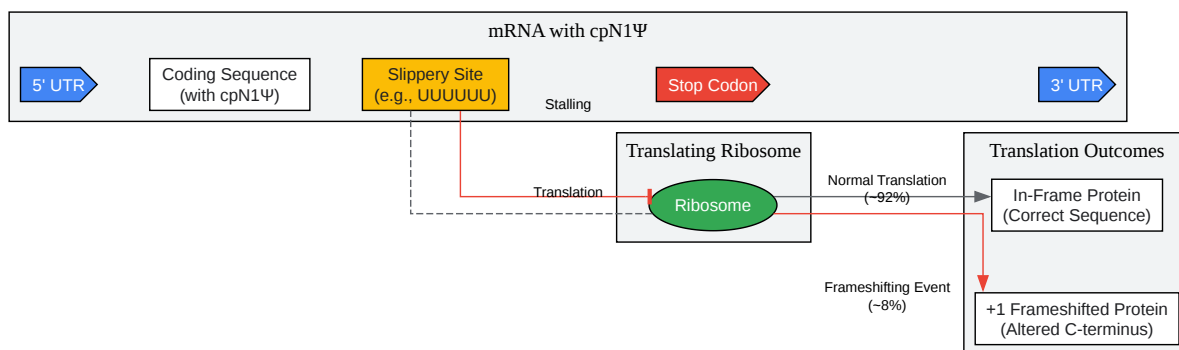 mRNA with cpN1Ψ
5' UTR
Coding Sequence
(with cpN1Ψ)
Slippery Site
(e.g., UUUUUU)
Stalling
Stop Codon
3' UTR
Translating Ribosome
Translation Outcomes
Translation
Ribosome
Normal Translation
(~92%)
In-Frame Protein
(Correct Sequence)
Frameshifting Event
(~8%)
+1 Frameshifted Protein
(Altered C-terminus)